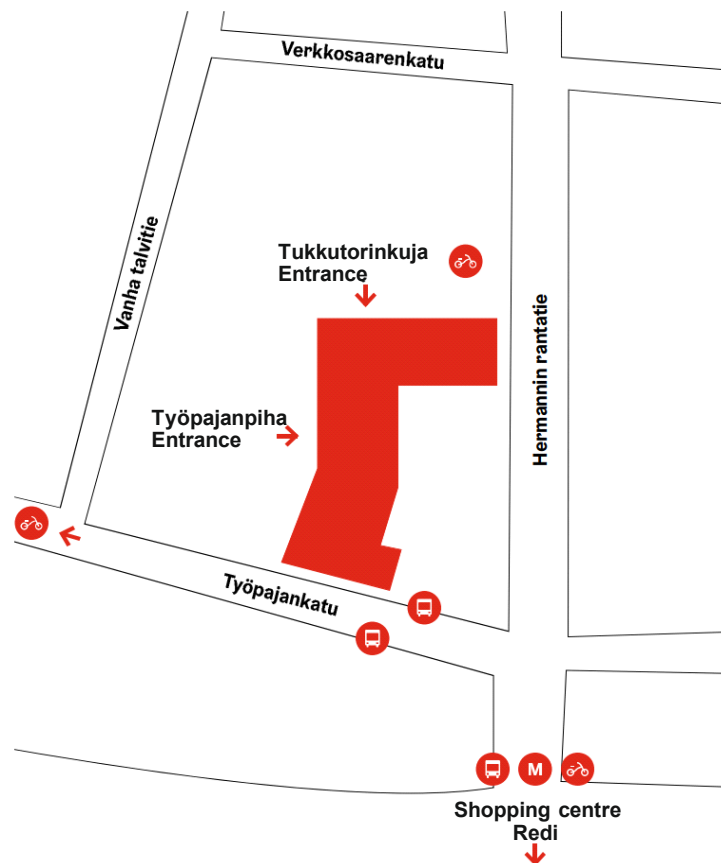 Verkkosaarenkatu
Vanha talvitie
Tukkutorinkuja
Entrance
Hermannin rantatie
Työpajanpiha
Entrance
Työpajankatu
M
Shopping centre
Redi